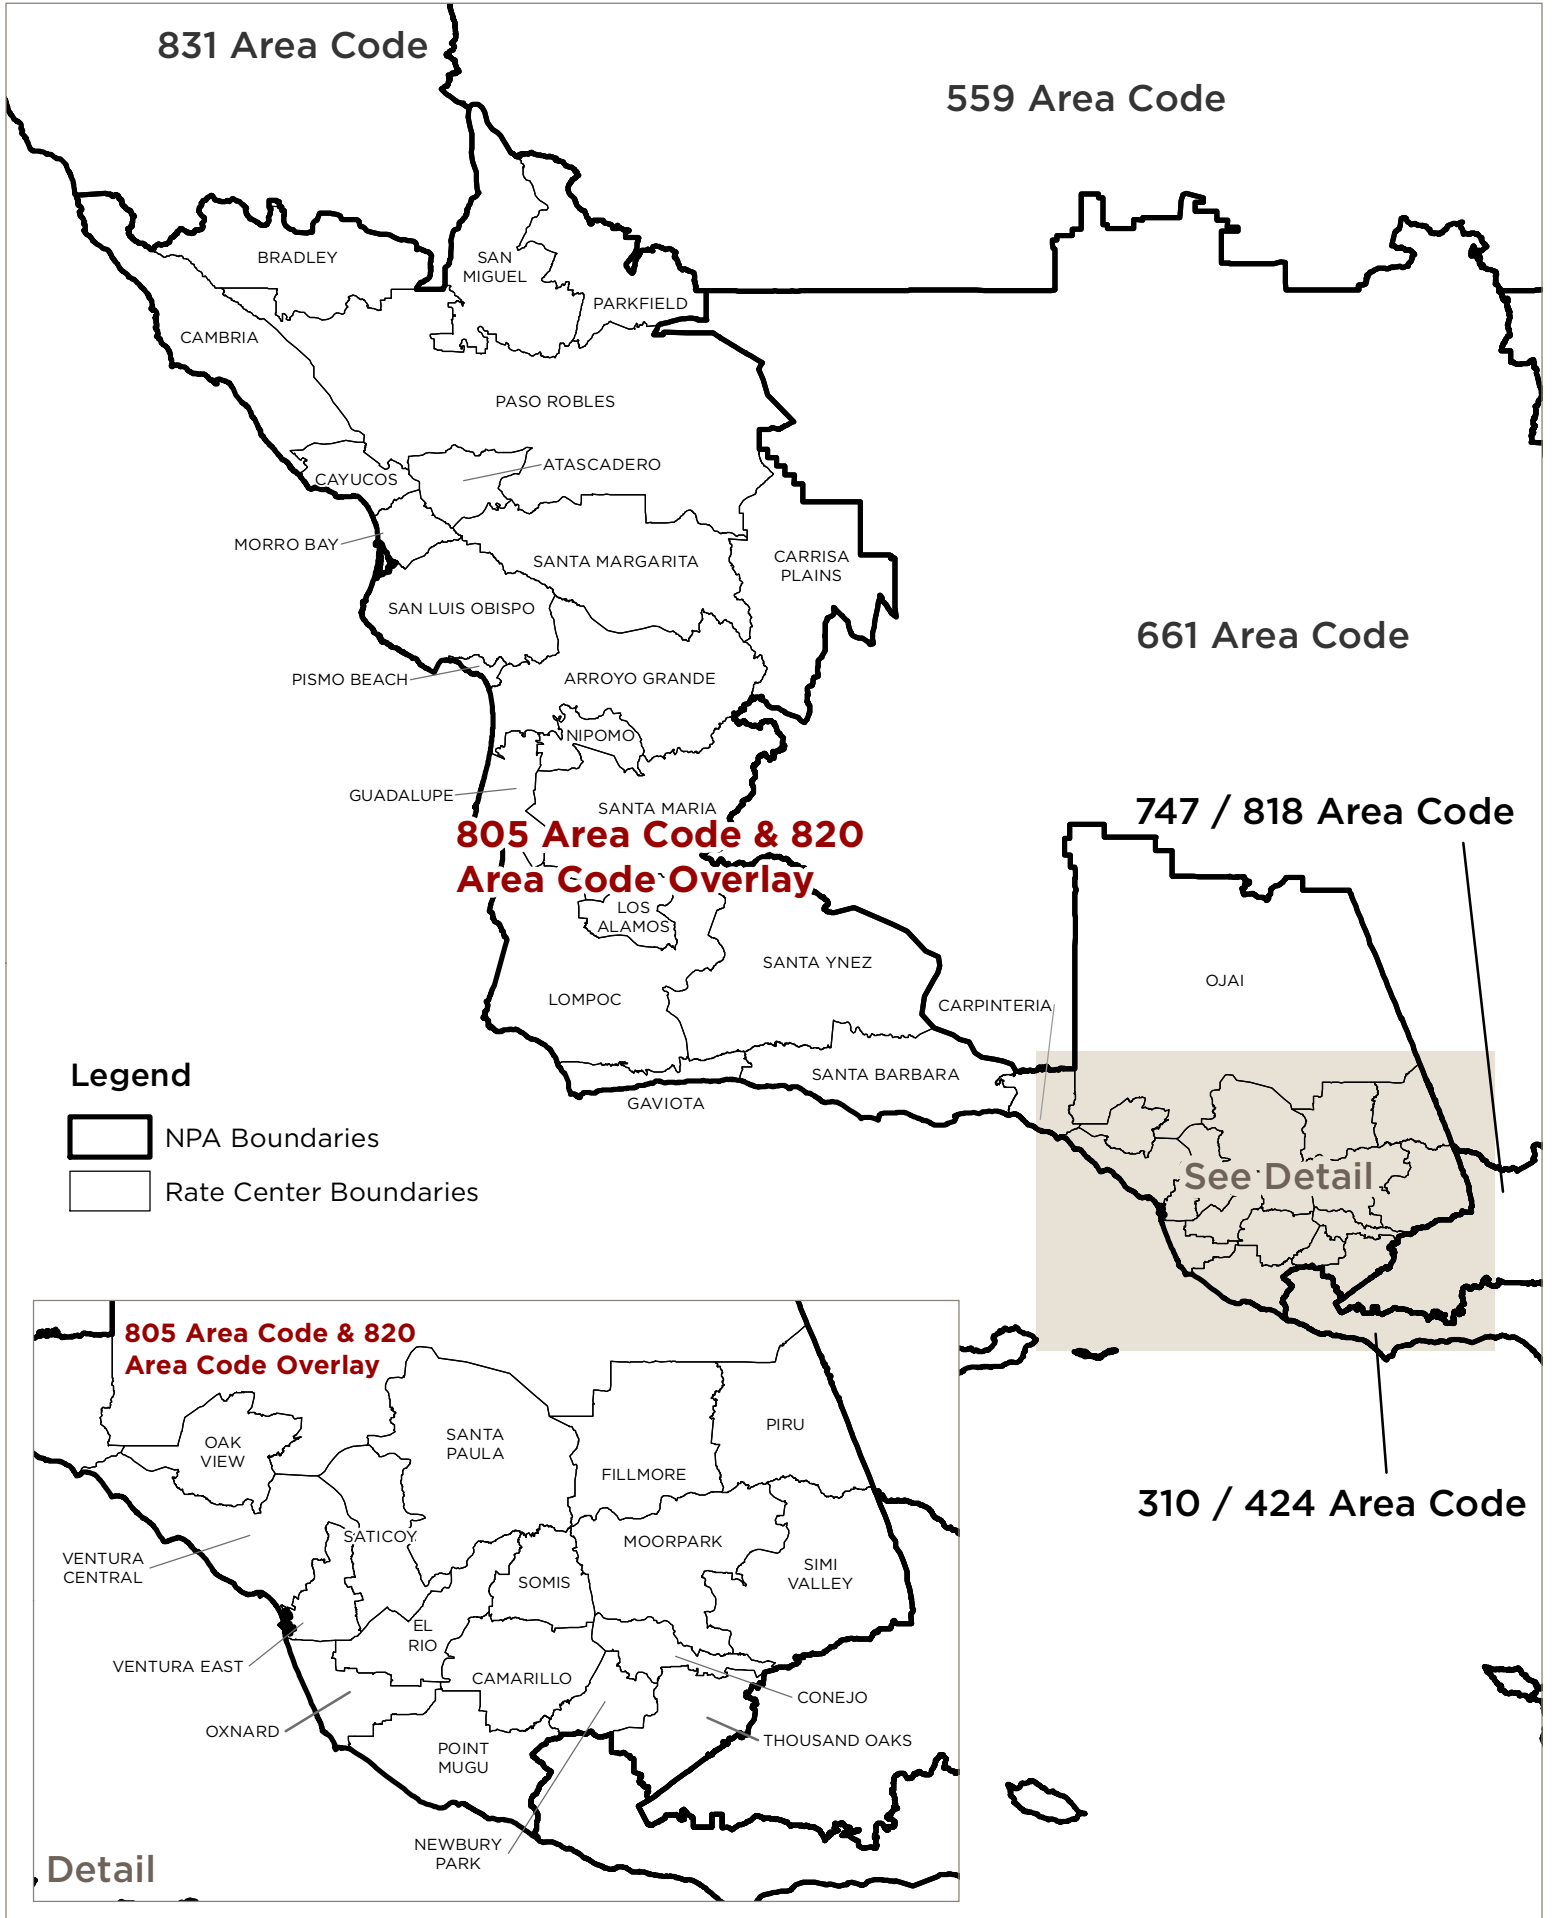 831 Area Code
559 Area Code
BRADLEY
SAN
MIGUEL
PARKFIELD
CAMBRIA
PASO ROBLES
ATASCADERO
CAYUCOS
MORRO BAY
SANTA MARGARITA
CARRISA
PLAINS
SAN LUIS OBISPO
661 Area Code
PISMO BEACH
ARROYO GRANDE
NIPOMO
GUADALUPE
SANTA MARIA
747 / 818 Area Code
805 Area Code & 820
Area Code Overlay
LOS
ALAMOS
SANTA YNEZ
OJAI
LOMPOC
CARPINTERIA
SANTA BARBARA
GAVIOTA
Legend
NPA Boundaries
Rate Center Boundaries
See Detail
310 / 424 Area Code
805 Area Code & 820
Area Code Overlay
OAK
VIEW
SANTA
PAULA
PIRU
FILLMORE
SATICOY
MOORPARK
VENTURA
CENTRAL
SOMIS
SIMI
VALLEY
EL
RIO
VENTURA EAST
CAMARILLO
CONEJO
OXNARD
THOUSAND OAKS
POINT
MUGU
NEWBURY
PARK
Detail